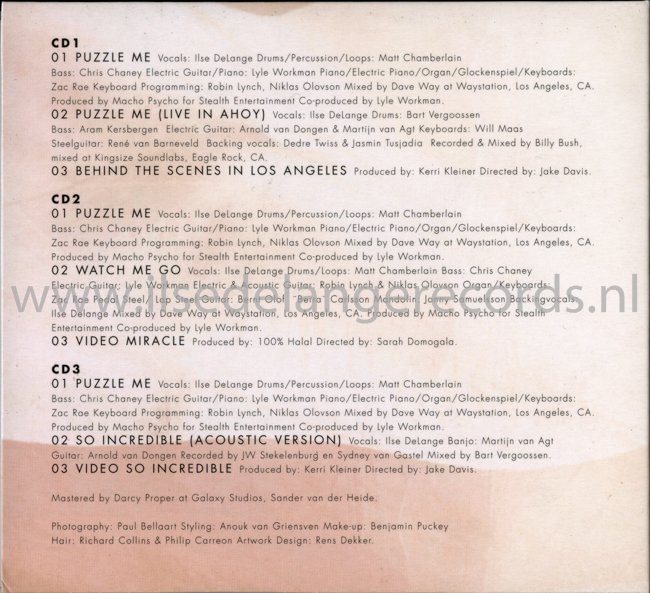 CD1
01 PUZZLE ME Vocals: Ilse DeLange Drums/Percussion/Loops: Matt Chamberlain
Bass: Chris Chaney Electric Guitar/Piano: Lyle Workman Piano/Electric Piano/Organ/Glockenspiel/Keyboards:
Zac Rae Keyboard Programming: Robin Lynch, Niklas Olovson Mixed by Dave Way at Waystation, Los Angeles, CA.
Produced by Macho Psycho for Stealth Entertainment Co-produced by Lyle Workman.
02 PUZZLE ME (LIVE IN AHOY) Vocals: Ilse DeLange Drums: Bart Vergoossen
Bass: Aram Kersbergen Electric Guitar: Arnold van Dongen & Martijn van Agt Keyboards: Will Maas
Steelguitar: René van Barneveld Backing vocals: Dedre Twiss & Jasmin Tusjadia Recorded & Mixed by Billy Bush,
mixed at Kingsize Soundlabs, Eagle Rock, CA.
03 BEHIND THE SCENES IN LOS ANGELES Produced by: Kerri Kleiner Directed by: Jake Davis.
CD2
01 PUZZLE ME Vocals: Ilse DeLange Drums/Percussion/Loops: Matt Chamberlain
Bass: Chris Chaney Electric Guitar/Piano: Lyle Workman Piano/Electric Piano/Organ/Glockenspiel/Keyboards:
Zac Rae Keyboard Programming: Robin Lynch, Niklas Olovson Mixed by Dave Way at Waystation, Los Angeles, CA.
Produced by Macho Psycho for Stealth Entertainment Co-produced by Lyle Workman.
02 WATCH ME GO Vocals: Ilse DeLange Drums/Loops: Matt Chamberlain Bass: Chris Chaney
Electric Guitar: Lyle Workman Electric & Loops: Robin Lynch & Niklas Olovson Organ/Keyboards:
Zac Rae Pedal Steel: Greg Leisz Cello: Cameron Stone Violin: Joel Derouin, Jamie Samuelsson Backingvocals:
Ilse DeLange Mixed by Dave Way at Waystation, Los Angeles, CA. Produced by Macho Psycho for Stealth
Entertainment Co-produced by Lyle Workman.
03 VIDEO MIRACLE Produced by: 100% Halal Directed by: Sarah Domogala.
www.ilsedelangerecords.nl
CD3
01 PUZZLE ME Vocals: Ilse DeLange Drums/Percussion/Loops: Matt Chamberlain
Bass: Chris Chaney Electric Guitar/Piano: Lyle Workman Piano/Electric Piano/Organ/Glockenspiel/Keyboards:
Zac Rae Keyboard Programming: Robin Lynch, Niklas Olovson Mixed by Dave Way at Waystation, Los Angeles, CA.
Produced by Macho Psycho for Stealth Entertainment Co-produced by Lyle Workman.
02 SO INCREDIBLE (ACOUSTIC VERSION) Vocals: Ilse DeLange Banjo: Martijn van Agt
Guitar: Arnold van Dongen Recorded by JW Stekelenburg en Sydney van Gastel Mixed by Bart Vergoossen.
03 VIDEO SO INCREDIBLE Produced by: Kerri Kleiner Directed by: Jake Davis.
Mastered by Darcy Proper at Galaxy Studios, Sander van der Heide.
Photography: Paul Bellaart Styling: Anouk van Griensven Make-up: Benjamin Puckey
Hair: Richard Collins & Philip Carreon Artwork Design: Rens Dekker.